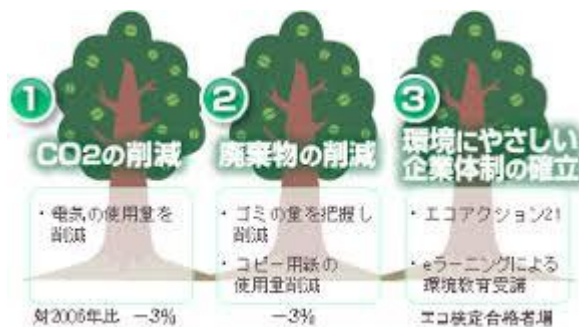 1
CO2の削減
・電気の使用量を
削減
対2006年比 −3%
2
廃棄物の削減
・ゴミの量を把握し
削減
・コピー用紙の
使用量削減
−3%
3
環境にやさしい
企業体制の確立
・エコアクション21
・eラーニングによる
環境教育受講
エコ検定合格者増